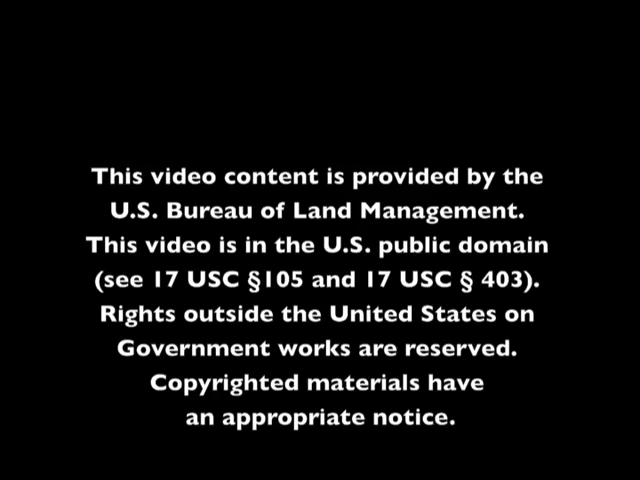 This video content is provided by the
U.S. Bureau of Land Management.
This video is in the U.S. public domain
(see 17 USC §105 and 17 USC § 403).
Rights outside the United States on
Government works are reserved.
Copyrighted materials have
an appropriate notice.